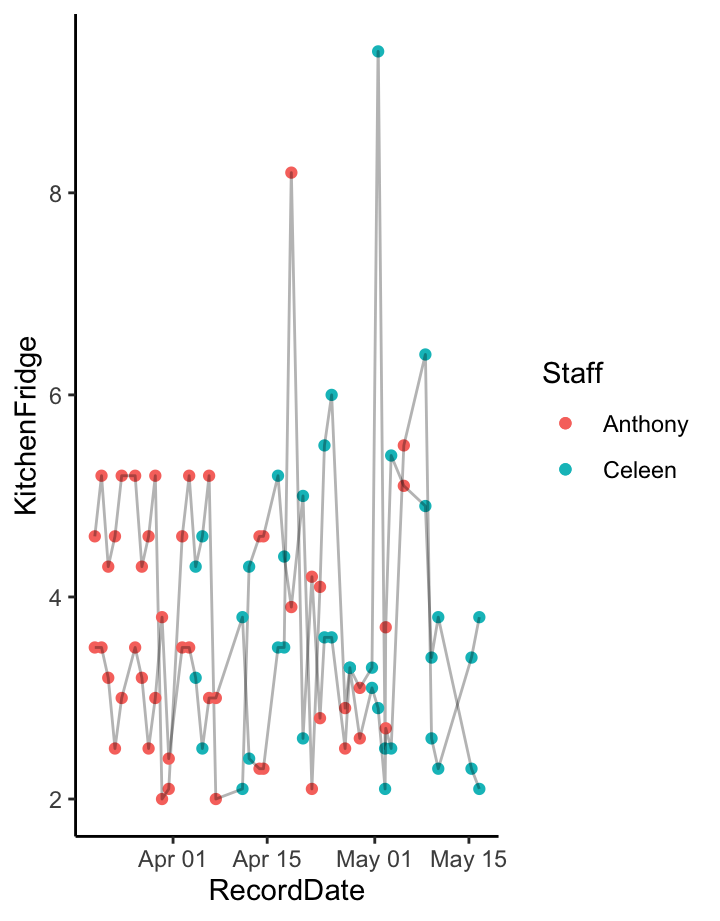 8
6
4
2
KitchenFridge
Apr 01 Apr 15 May 01 May 15
RecordDate
Staff
Anthony
Celeen